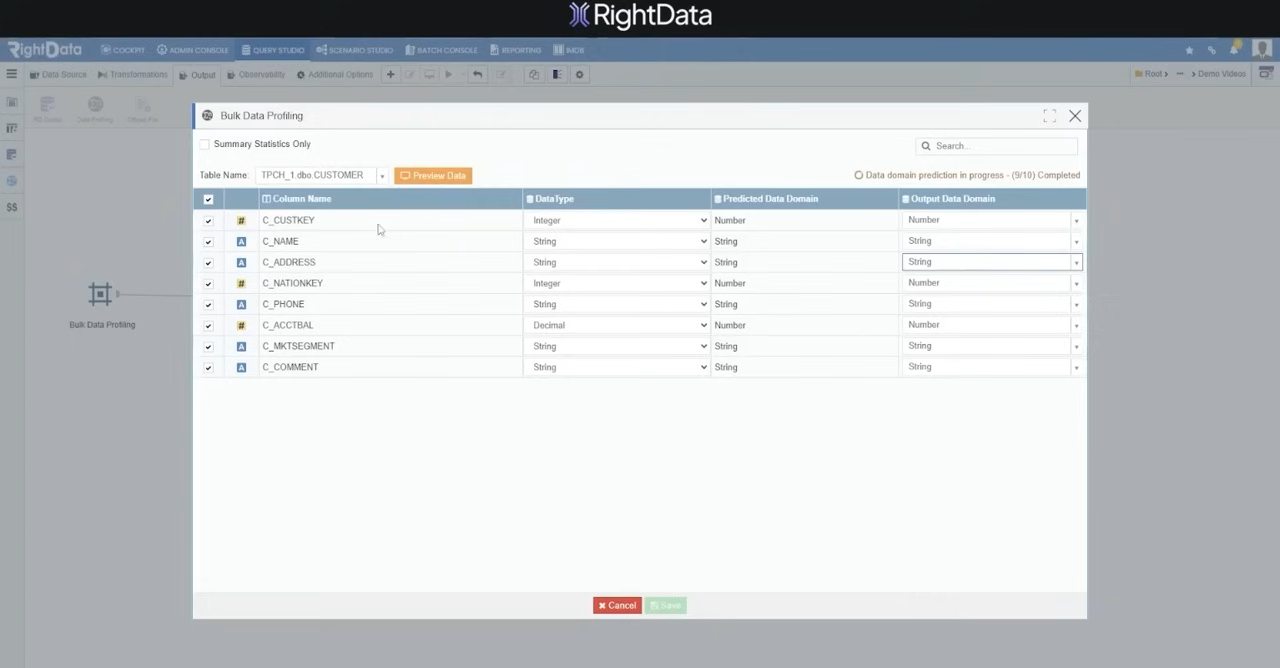 RightData
RightData COCKPIT ADMIN CONSOLE QUERY STUDIO SCENARIO STUDIO BATCH CONSOLE REPORTING IMDB
Data Source Transformations Output Observability Additional Options Root > ··· > Demo Videos
Data Profiling
Bulk Data Profiling
Summary Statistics Only Search...
Table Name: TPCH_1.dbo CUSTOMER Preview Data Data domain prediction in progress - (9/10) Completed
Column Name DataType Predicted Data Domain Output Data Domain
# C_CUSTKEY Integer Number Number
A C_NAME String String String
A C_ADDRESS String String String
# C_NATIONKEY Integer Number Number
A C_PHONE String String String
# C_ACCTBAL Decimal Number Number
A C_MKTSEGMENT String String String
A C_COMMENT String String String
$$
Bulk Data Profiling
Cancel Save